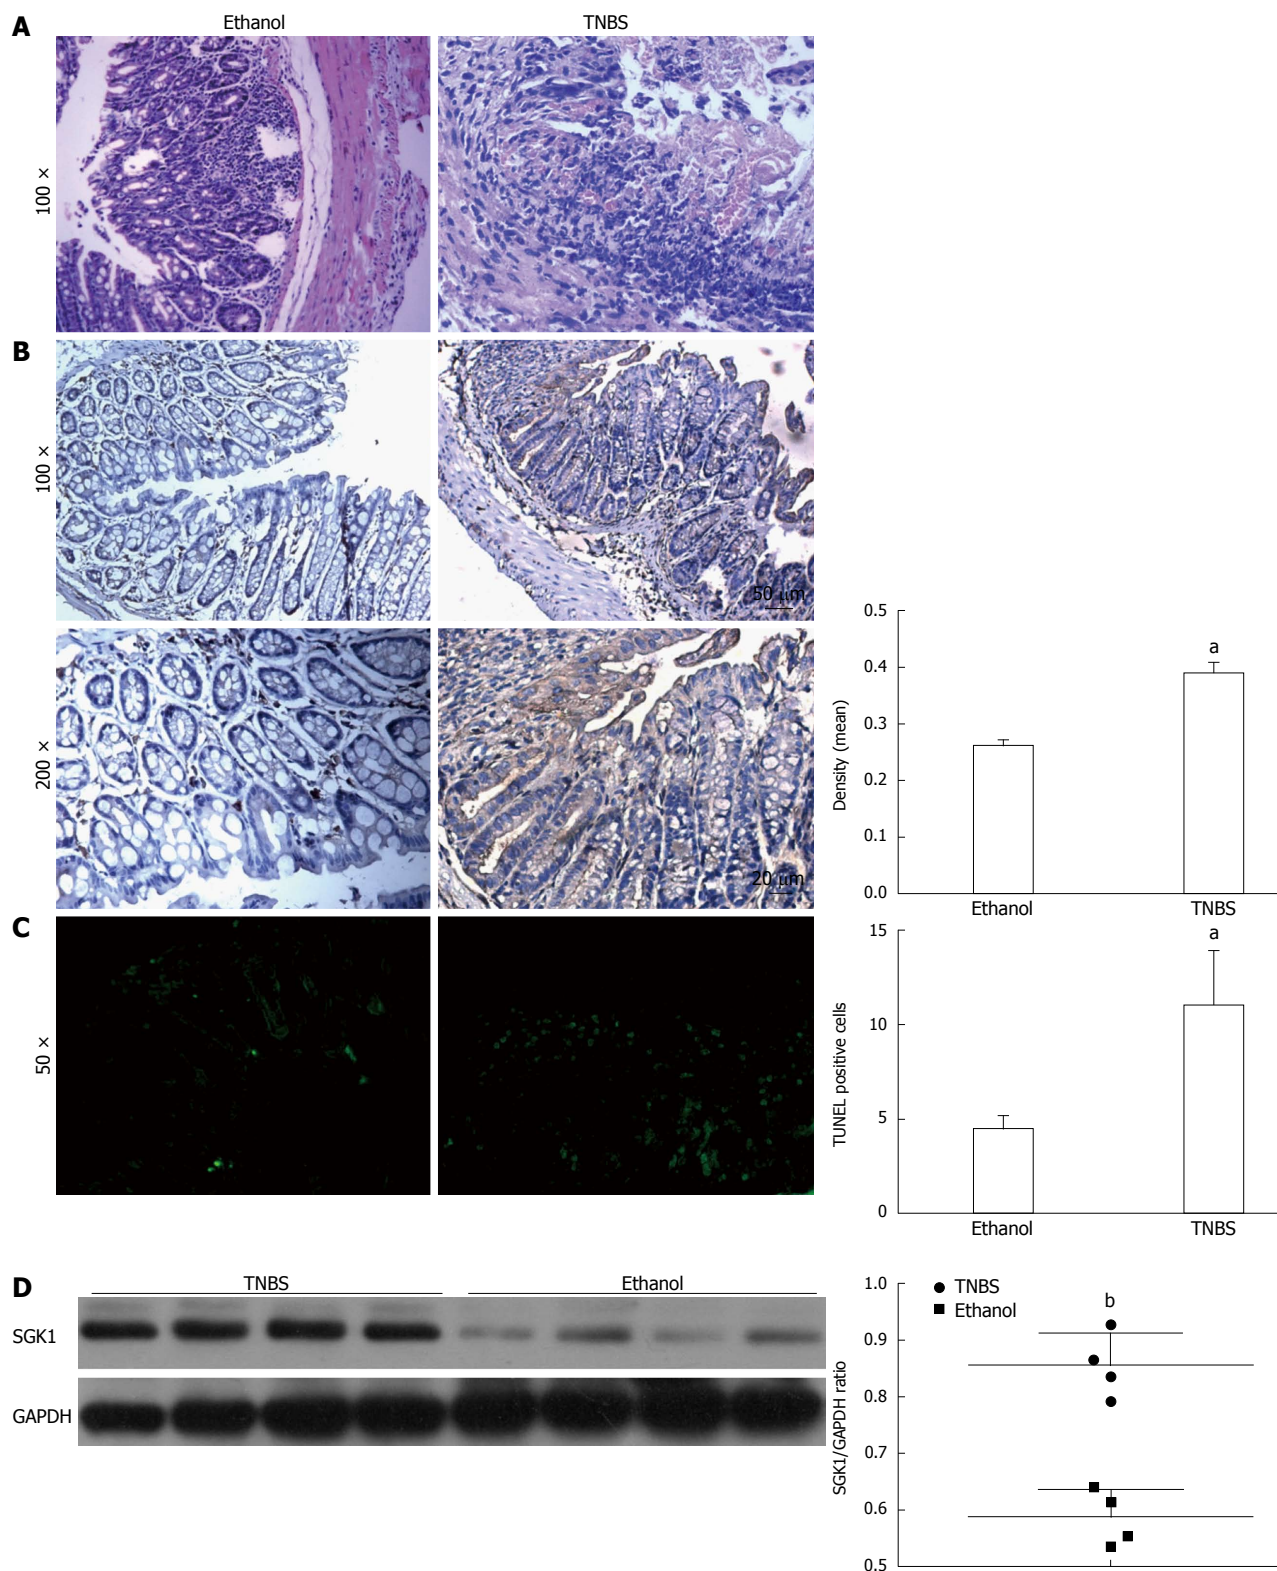 A
Ethanol
TNBS
100 ×
B
100 ×
50 μm
200 ×
20 μm
0.5
0.4
0.3
0.2
0.1
0.0
Density (mean)
a
Ethanol
TNBS
C
50 ×
15
10
5
0
TUNEL positive cells
a
Ethanol
TNBS
D
TNBS
Ethanol
SGK1
GAPDH
1.0
0.9
0.8
0.7
0.6
0.5
SGK1/GAPDH ratio
TNBS
Ethanol
b